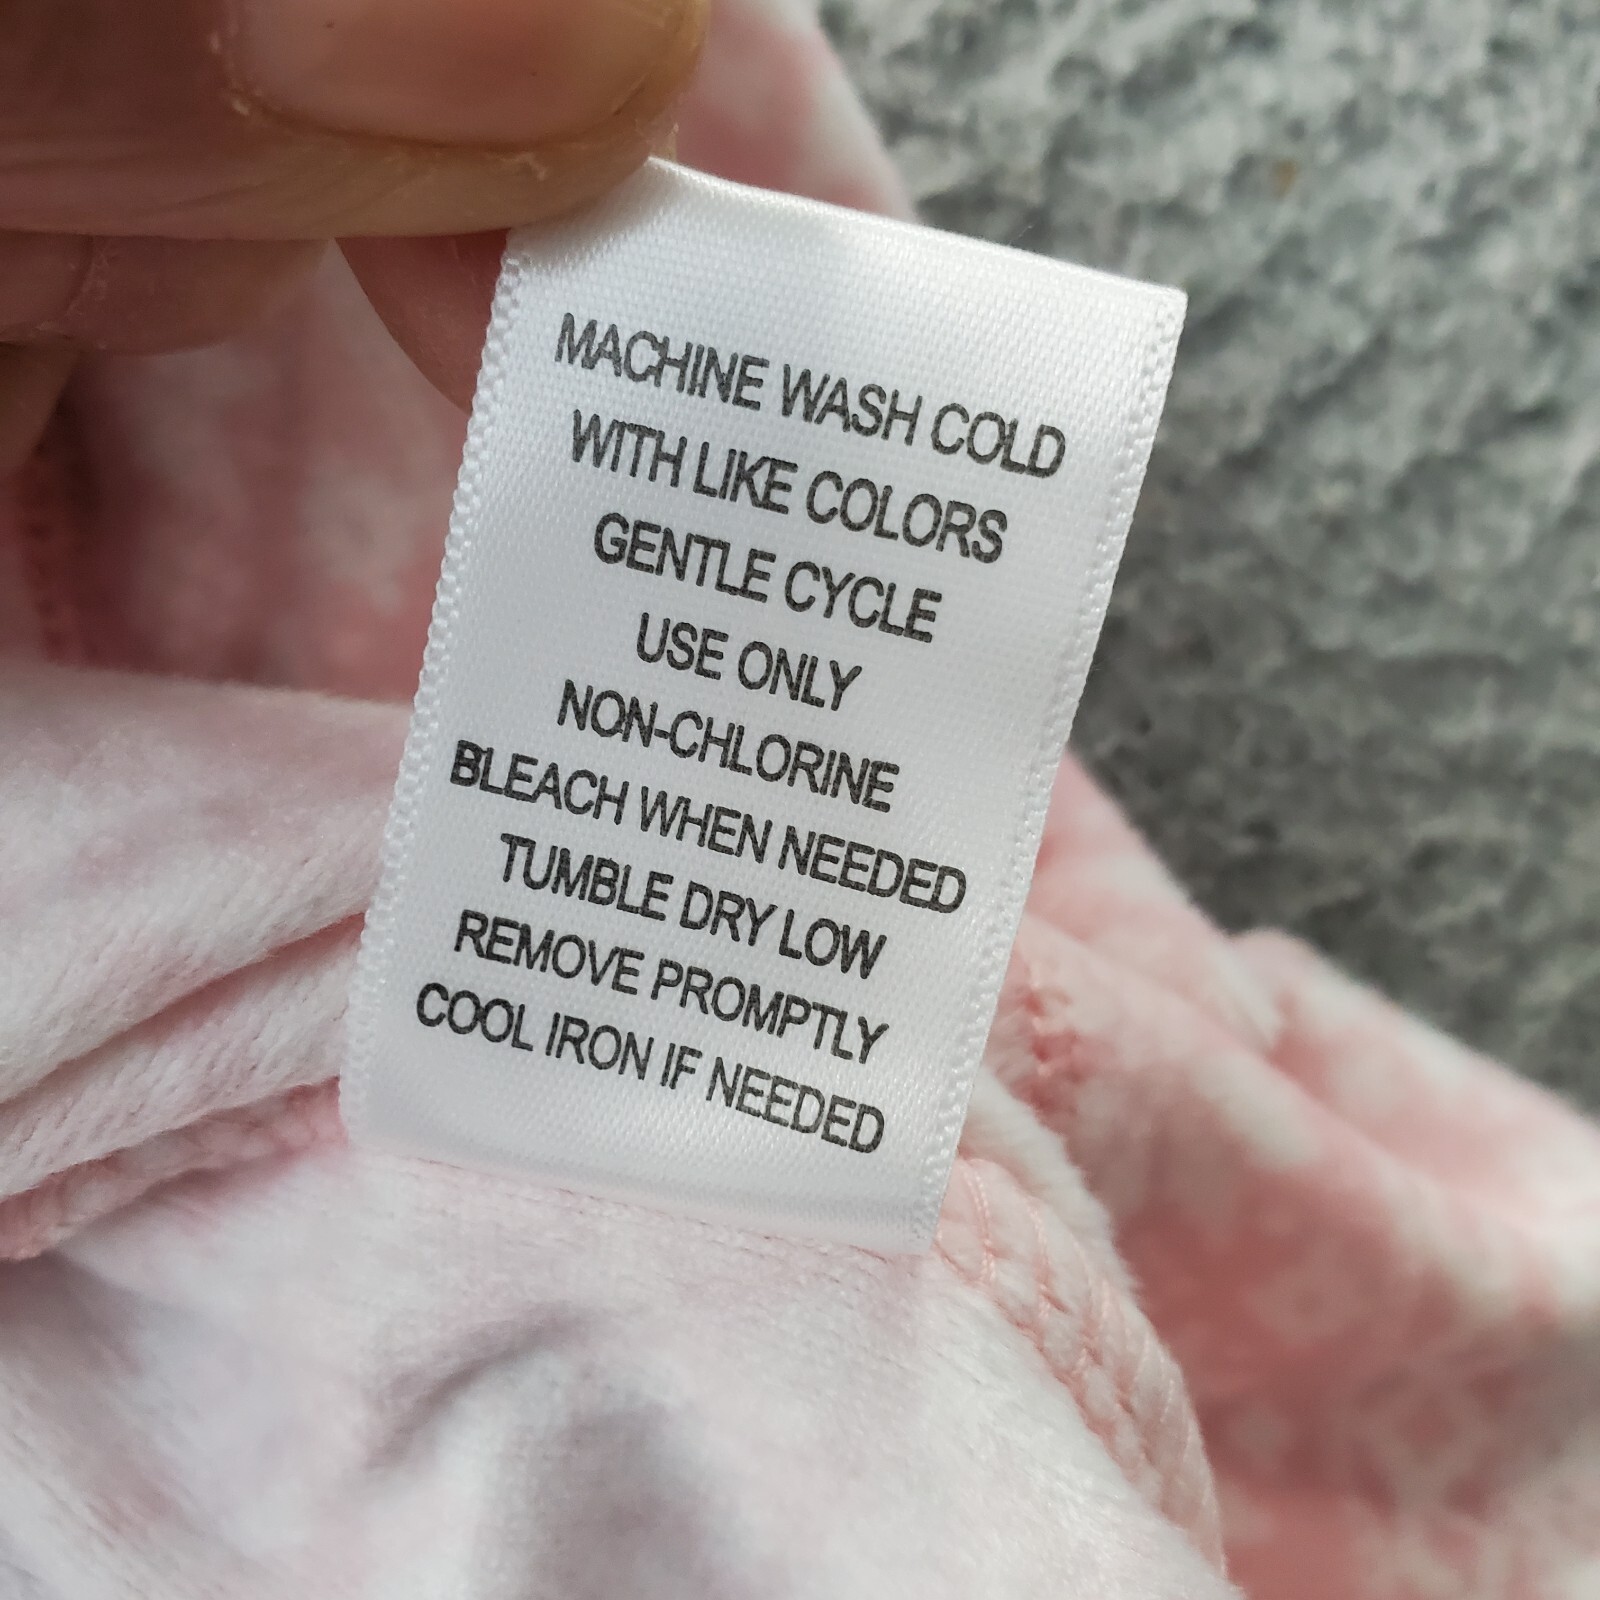 MACHINE WASH COLD
WITH LIKE COLORS
GENTLE CYCLE
USE ONLY
NON-CHLORINE
BLEACH WHEN NEEDED
TUMBLE DRY LOW
REMOVE PROMPTLY
COOL IRON IF NEEDED